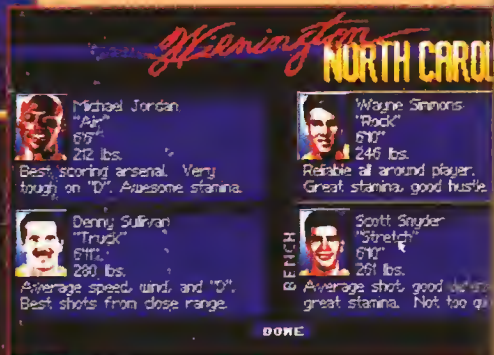 Wilmington
NORTH CAROL
Michael Jordan
"Air"
6'6"
212 lbs.
Best scoring arsenal. Very
tough on "D". Awesome stamina.
Wayne Simmons
"Rock"
6'10"
246 lbs.
Reliable all around player.
Great stamina, good hustle.
Denny Sullivan
"Truck"
280 lbs.
Average speed, wind, and "D".
Best shots from close range.
BENCH
Scott Snyder
"Stretch"
6'10"
261 lbs.
Average shot, good
great stamina. Not too qu
DONE